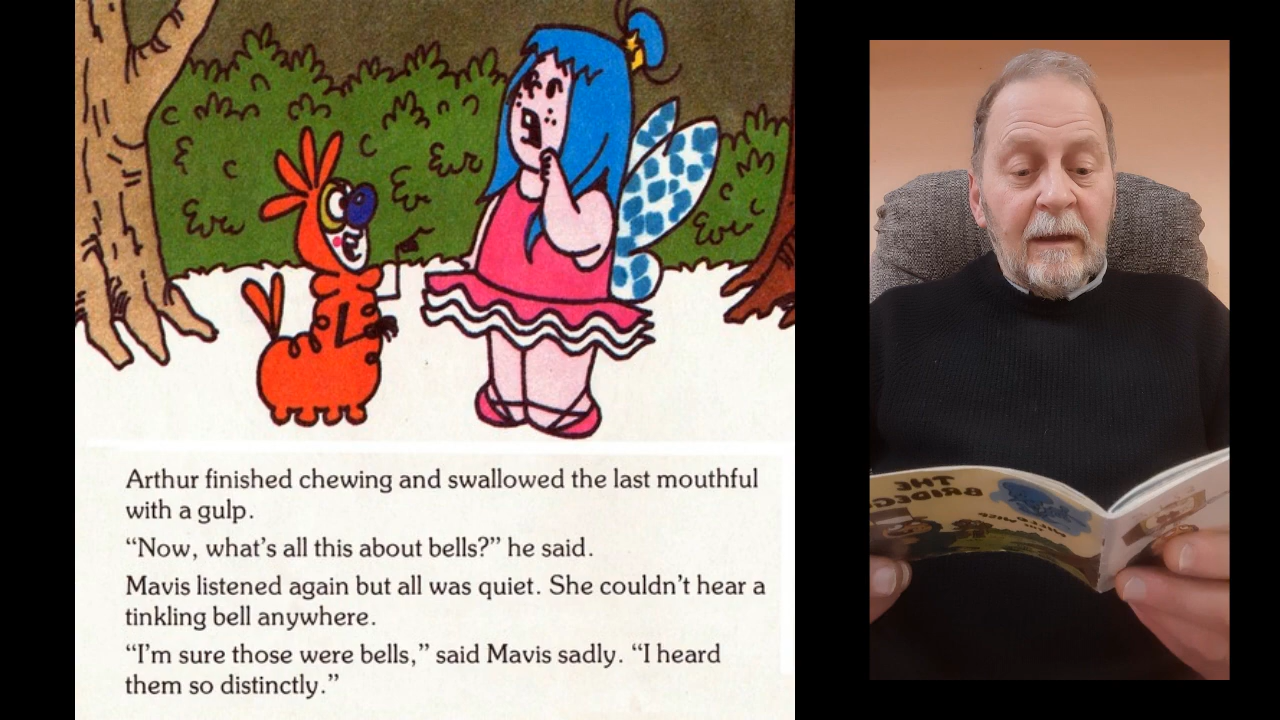 Arthur finished chewing and swallowed the last mouthful
with a gulp.
“Now, what’s all this about bells?” he said.
Mavis listened again but all was quiet. She couldn’t hear a
tinkling bell anywhere.
“I’m sure those were bells,” said Mavis sadly. “I heard
them so distinctly.”
THE